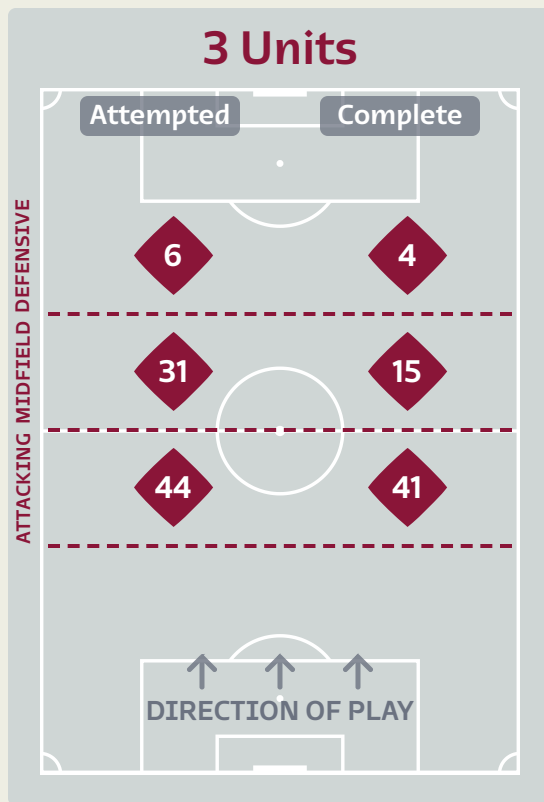 3 Units
Attempted Complete
ATTACKING MIDFIELD DEFENSIVE
6 4
31 15
44 41
DIRECTION OF PLAY